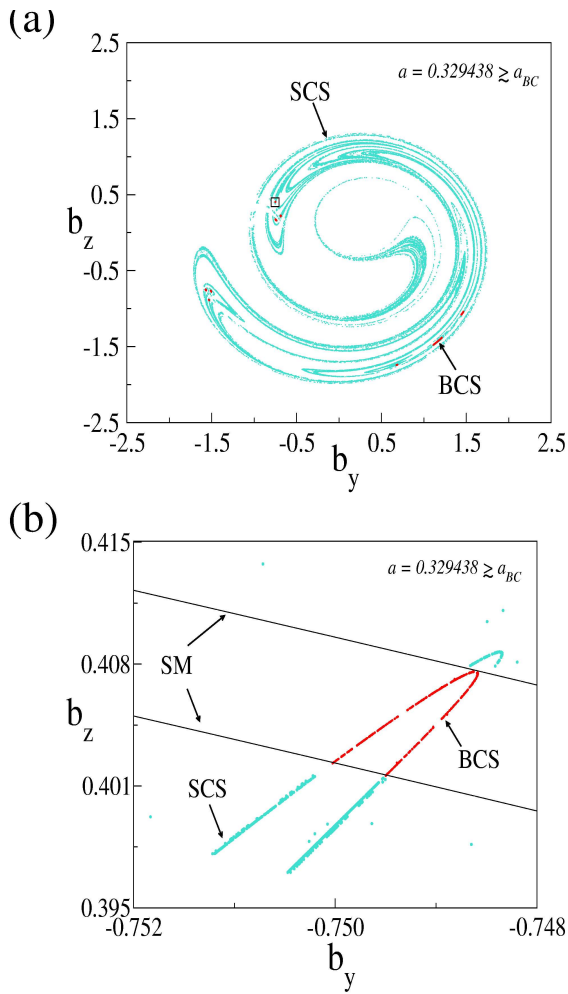 (a)
2.5
a = 0.329438 ≳ a_BC
SCS
1.5
0.5
b_z
-0.5
-1.5
BCS
-2.5
-2.5 -1.5 -0.5 0.5 1.5 2.5
b_y
(b)
0.415
a = 0.329438 ≳ a_BC
SM
0.408
b_z
BCS
SCS
0.401
0.395
-0.752 -0.750 -0.748
b_y